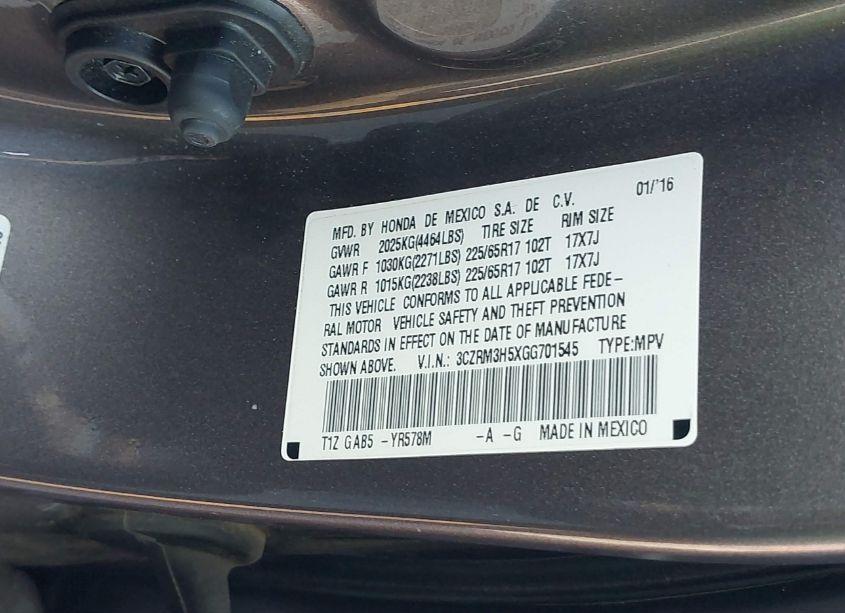 01/'16
MFD. BY HONDA DE MEXICO S.A. DE C.V.
GVWR 2025KG(4464LBS) TIRE SIZE RIM SIZE
GAWR F 1030KG(2271LBS) 225/65R17 102T 17X7J
GAWR R 1015KG(2238LBS) 225/65R17 102T 17X7J
THIS VEHICLE CONFORMS TO ALL APPLICABLE FEDE-
RAL MOTOR VEHICLE SAFETY AND THEFT PREVENTION
STANDARDS IN EFFECT ON THE DATE OF MANUFACTURE
SHOWN ABOVE. V.I.N.: 3CZRM3H5XGG701545 TYPE:MPV
T1Z GAB5 -YR578M -A -G MADE IN MEXICO